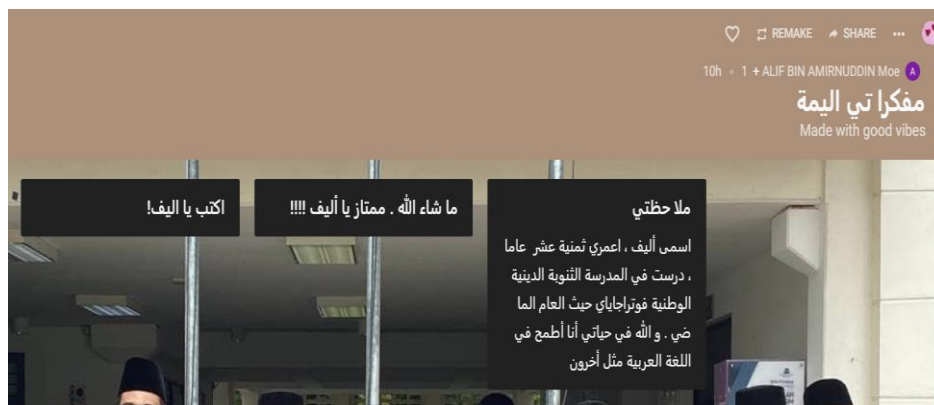 REMAKE SHARE
10h • 1 + ALIF BIN AMIRNUDDIN Moe A
مفكرا تي اليمة
Made with good vibes
ملا حظتي
اسمى أليف ، اعمري ثمنية عشر عاما
، درست في المدرسة الثنوبة الدينية
الوطنية فوتراجاياي حيث العام الما
ضي . و الله في حياتي أنا أطمح في
اللغة العربية مثل أخرون
ما شاء الله . ممتاز يا أليف !!!!
اكتب يا اليف!